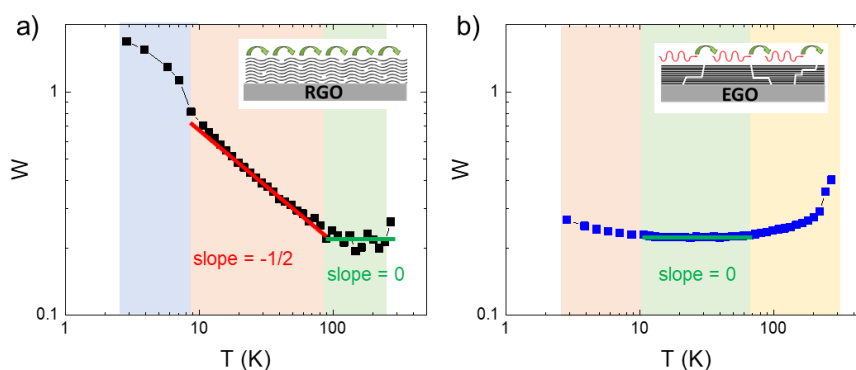 a)
W
1
0.1
1
10
100
T (K)
slope = -1/2
slope = 0
RGO
b)
W
1
0.1
1
10
100
T (K)
slope = 0
EGO